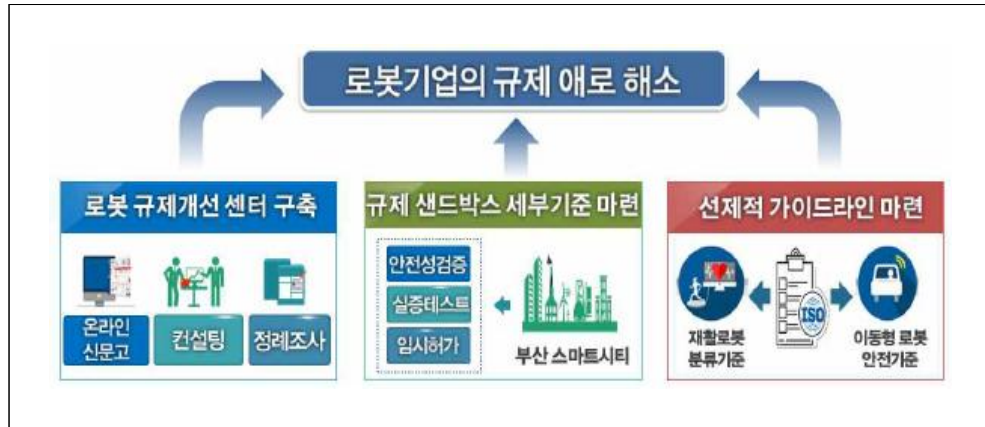 로봇기업의 규제 애로 해소
로봇 규제개선 센터 구축
온라인
신문고
컨설팅
정례조사
규제 샌드박스 세부기준 마련
안전성검증
실증테스트
임시허가
부산 스마트시티
선제적 가이드라인 마련
ISO
재활로봇
분류기준
이동형 로봇
안전기준